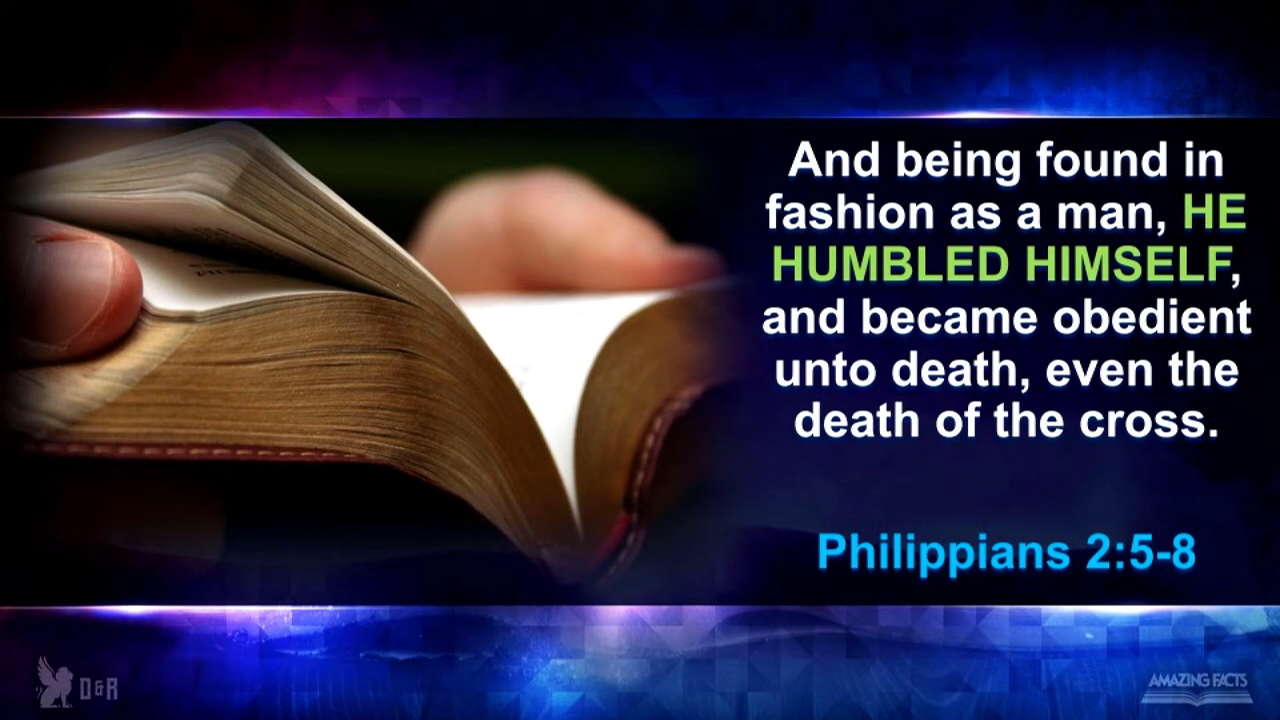 And being found in
fashion as a man, HE
HUMBLED HIMSELF,
and became obedient
unto death, even the
death of the cross.
Philippians 2:5-8
D&R
AMAZING FACTS